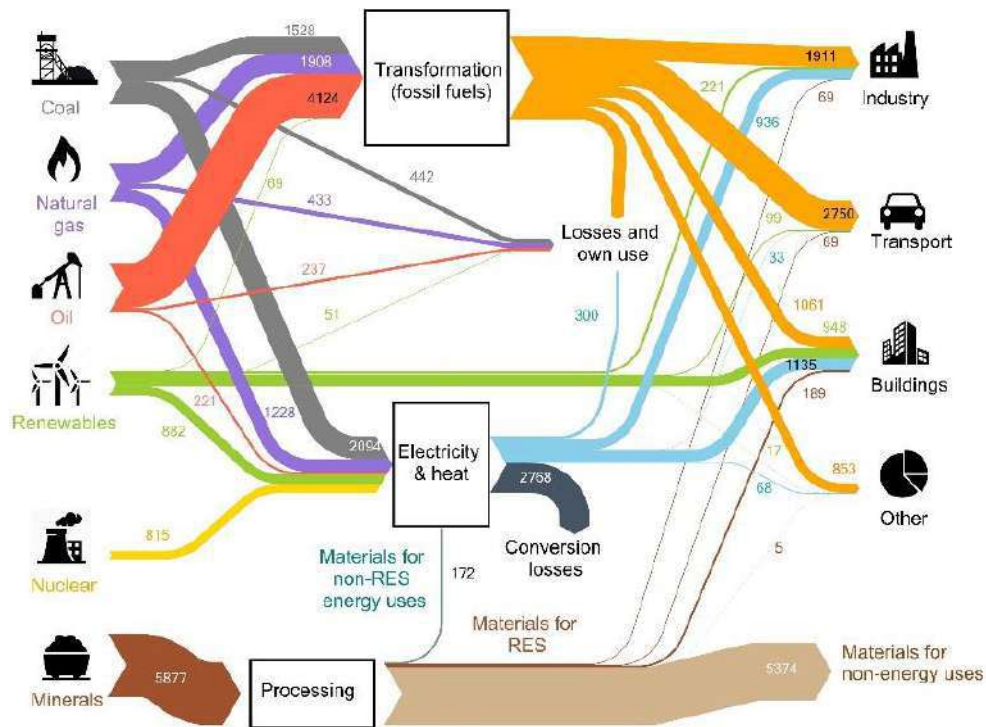 1528
1908
4124
Transformation
(fossil fuels)
1911
Industry
Coal
221
69
936
442
69
433
Natural
gas
99
2750
Transport
69
33
Losses and
own use
237
Oil
51
300
1061
948
Buildings
1135
189
Renewables
221
882
1228
2094
Electricity
& heat
2768
17
853
68
Other
815
Nuclear
Conversion
losses
5
Materials for
non-RES
energy uses
172
Materials for
RES
Minerals
5877
Processing
5374
Materials for
non-energy uses